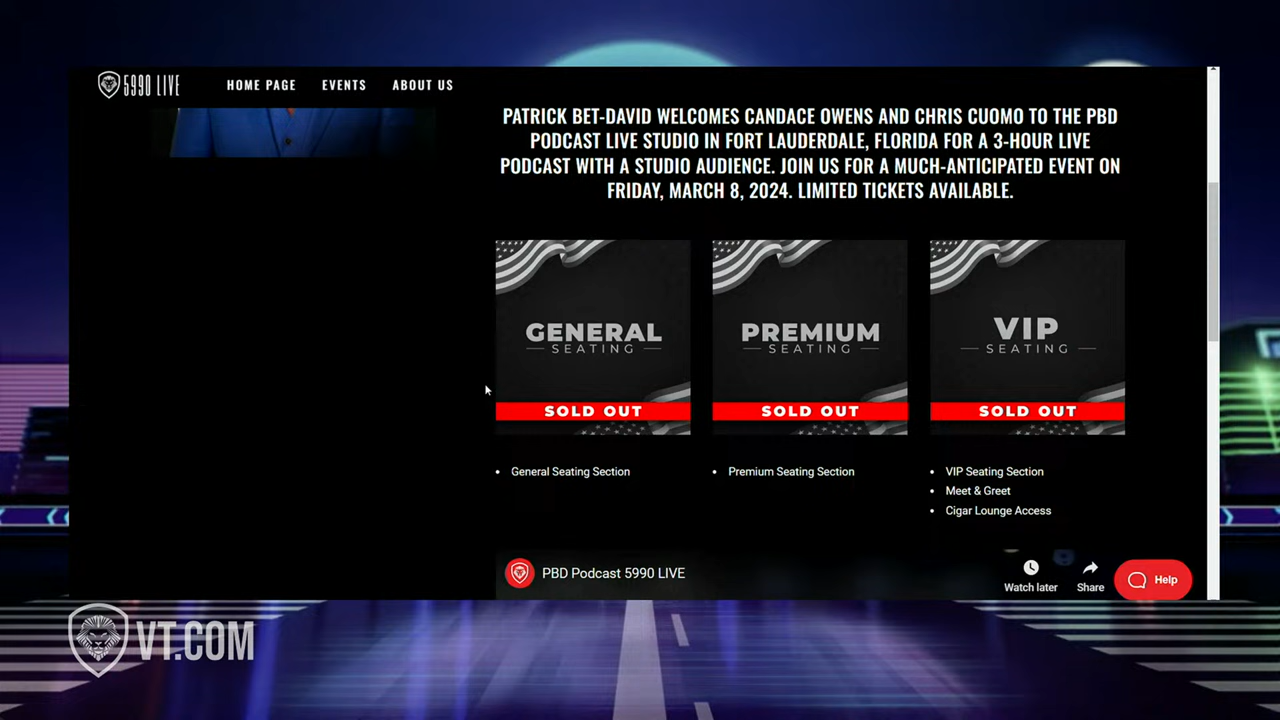 5990 LIVE
HOME PAGE
EVENTS
ABOUT US
PATRICK BET-DAVID WELCOMES CANDACE OWENS AND CHRIS CUOMO TO THE PBD
PODCAST LIVE STUDIO IN FORT LAUDERDALE, FLORIDA FOR A 3-HOUR LIVE
PODCAST WITH A STUDIO AUDIENCE. JOIN US FOR A MUCH-ANTICIPATED EVENT ON
FRIDAY, MARCH 8, 2024. LIMITED TICKETS AVAILABLE.
GENERAL
SEATING
SOLD OUT
• General Seating Section
PREMIUM
SEATING
SOLD OUT
• Premium Seating Section
VIP
SEATING
SOLD OUT
• VIP Seating Section
• Meet & Greet
• Cigar Lounge Access
PBD Podcast 5990 LIVE
Watch later
Share
Help
VT.COM